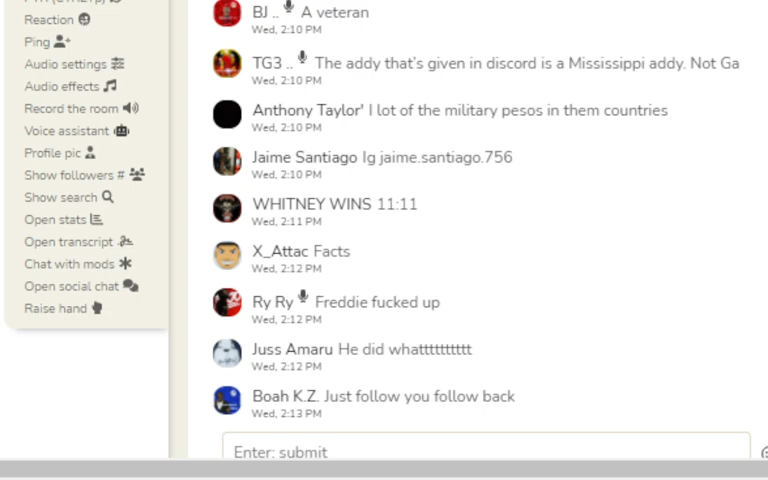 Reaction
Ping
Audio settings
Audio effects
Record the room
Voice assistant
Profile pic
Show followers #
Show search
Open stats
Open transcript
Chat with mods
Open social chat
Raise hand
BJ .. A veteran
Wed, 2:10 PM
TG3 .. The addy that's given in discord is a Mississippi addy. Not Ga
Wed, 2:10 PM
Anthony Taylor' I lot of the military pesos in them countries
Wed, 2:10 PM
Jaime Santiago Ig jaime.santiago.756
Wed, 2:10 PM
WHITNEY WINS 11:11
Wed, 2:11 PM
X_Attac Facts
Wed, 2:12 PM
Ry Ry Freddie fucked up
Wed, 2:12 PM
Juss Amaru He did whatttttttttt
Wed, 2:12 PM
Boah K.Z. Just follow you follow back
Wed, 2:13 PM
Enter: submit